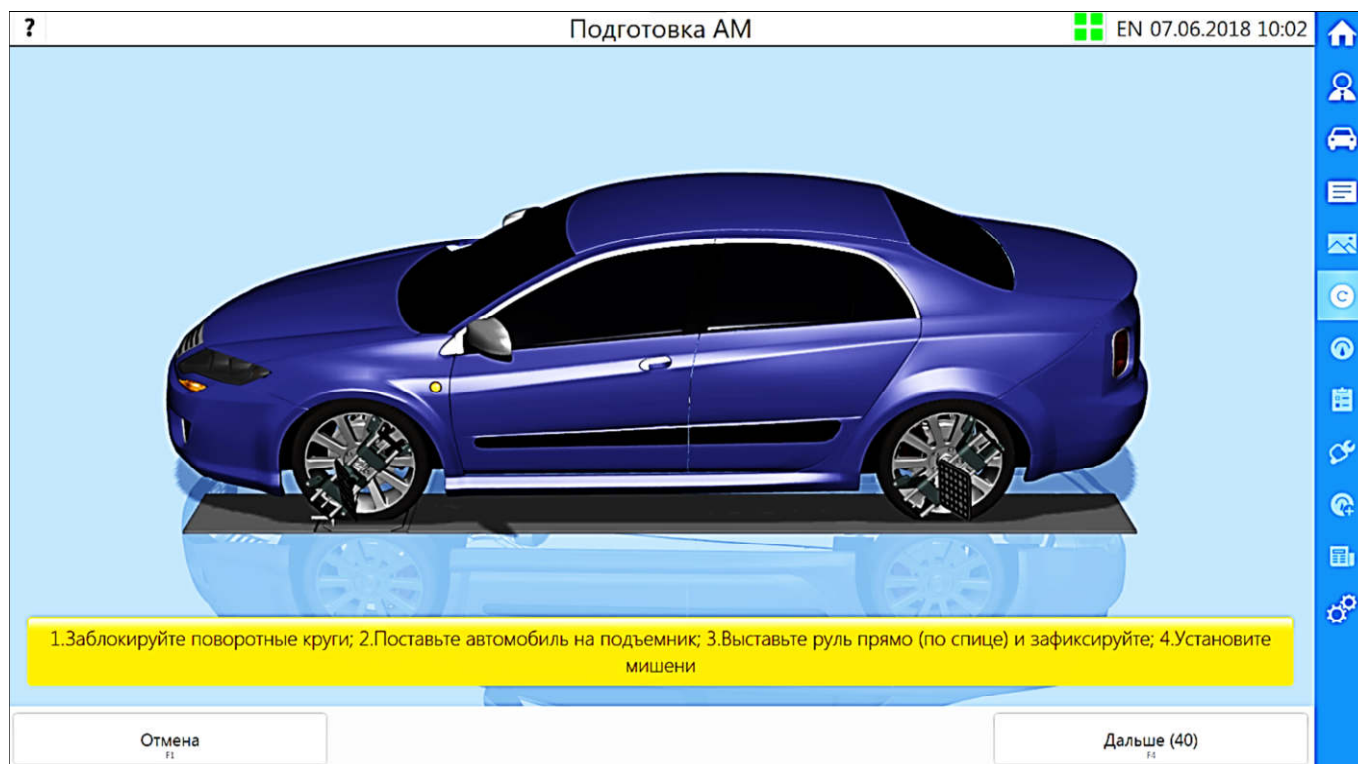 ?
Подготовка АМ
EN 07.06.2018 10:02
1.Заблокируйте поворотные круги; 2.Поставьте автомобиль на подъемник; 3.Выставьте руль прямо (по спице) и зафиксируйте; 4.Установите
мишени
Отмена
F1
Дальше (40)
F4